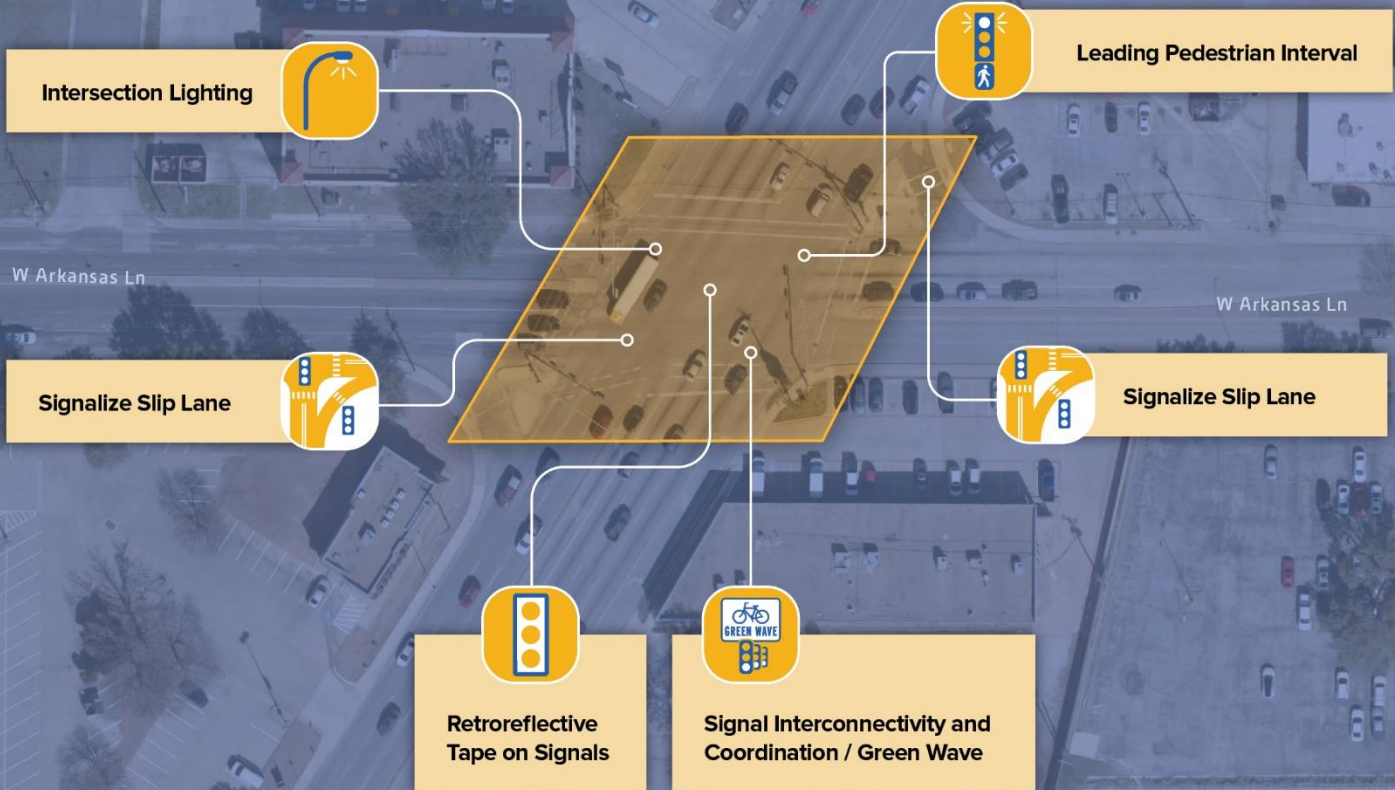 Leading Pedestrian Interval
Intersection Lighting
W Arkansas Ln
W Arkansas Ln
Signalize Slip Lane
Signalize Slip Lane
GREEN WAVE
Retroreflective
Tape on Signals
Signal Interconnectivity and
Coordination / Green Wave